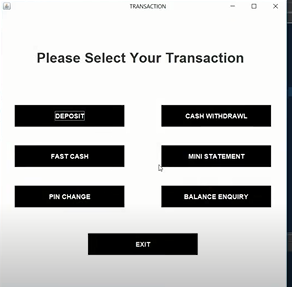 TRANSACTION
Please Select Your Transaction
DEPOSIT
CASH WITHDRAWL
FAST CASH
MINI STATEMENT
PIN CHANGE
BALANCE ENQUIRY
EXIT